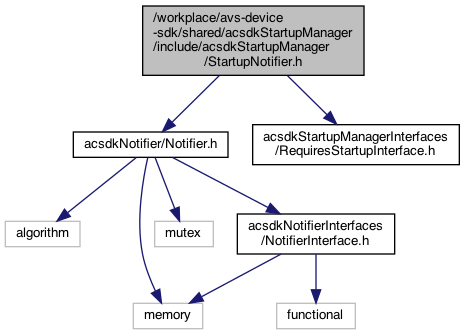 /workplace/avs-device
-sdk/shared/acsdkStartupManager
/include/acsdkStartupManager
/StartupNotifier.h
acsdkNotifier/Notifier.h
acsdkStartupManagerInterfaces
/RequiresStartupInterface.h
algorithm
mutex
acsdkNotifierInterfaces
/NotifierInterface.h
memory
functional